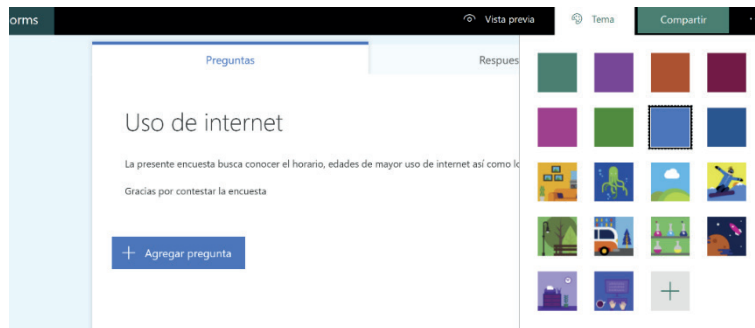 orms
Vista previa
Tema
Compartir
Preguntas
Respues
Uso de internet
La presente encuesta busca conocer el horario, edades de mayor uso de internet así como lo
Gracias por contestar la encuesta
Agregar pregunta